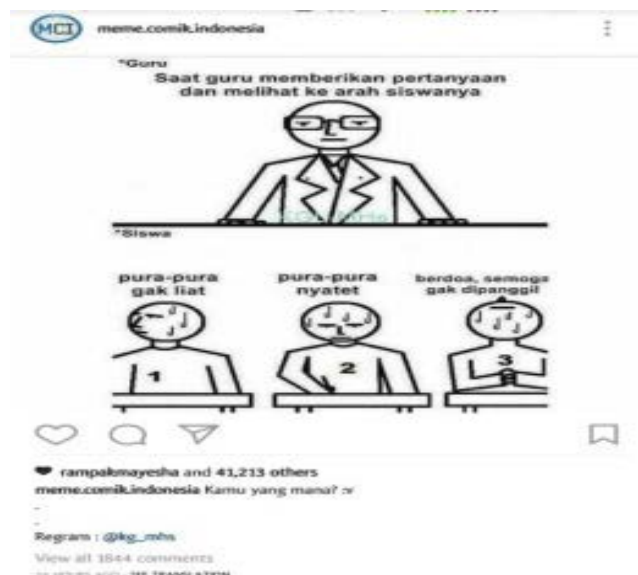 MCI meme.comik.indonesia
*Guru
Saat guru memberikan pertanyaan
dan melihat ke arah siswanya
*Siswa
pura-pura
gak liat
pura-pura
nyatet
berdoa, semoga
gak dipanggil
1
2
3
rampakmayesha and 41,213 others
meme.comik.indonesia Kamu yang mana? :v
-
-
Regram : @kg_mhs
View all 1844 comments